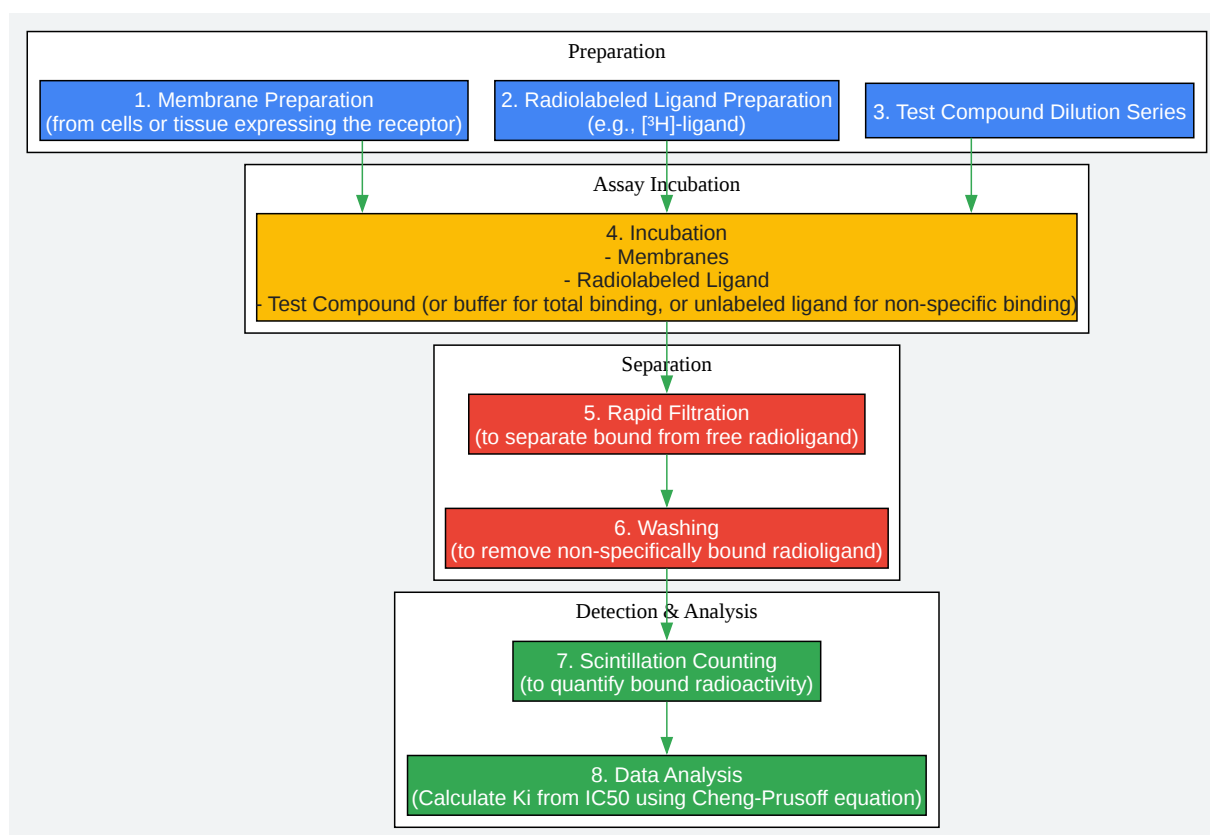 Preparation
1. Membrane Preparation
(from cells or tissue expressing the receptor)
2. Radiolabeled Ligand Preparation
(e.g., [³H]-ligand)
3. Test Compound Dilution Series
Assay Incubation
4. Incubation
- Membranes
- Radiolabeled Ligand
- Test Compound (or buffer for total binding, or unlabeled ligand for non-specific binding)
Separation
5. Rapid Filtration
(to separate bound from free radioligand)
6. Washing
(to remove non-specifically bound radioligand)
Detection & Analysis
7. Scintillation Counting
(to quantify bound radioactivity)
8. Data Analysis
(Calculate Ki from IC50 using Cheng-Prusoff equation)